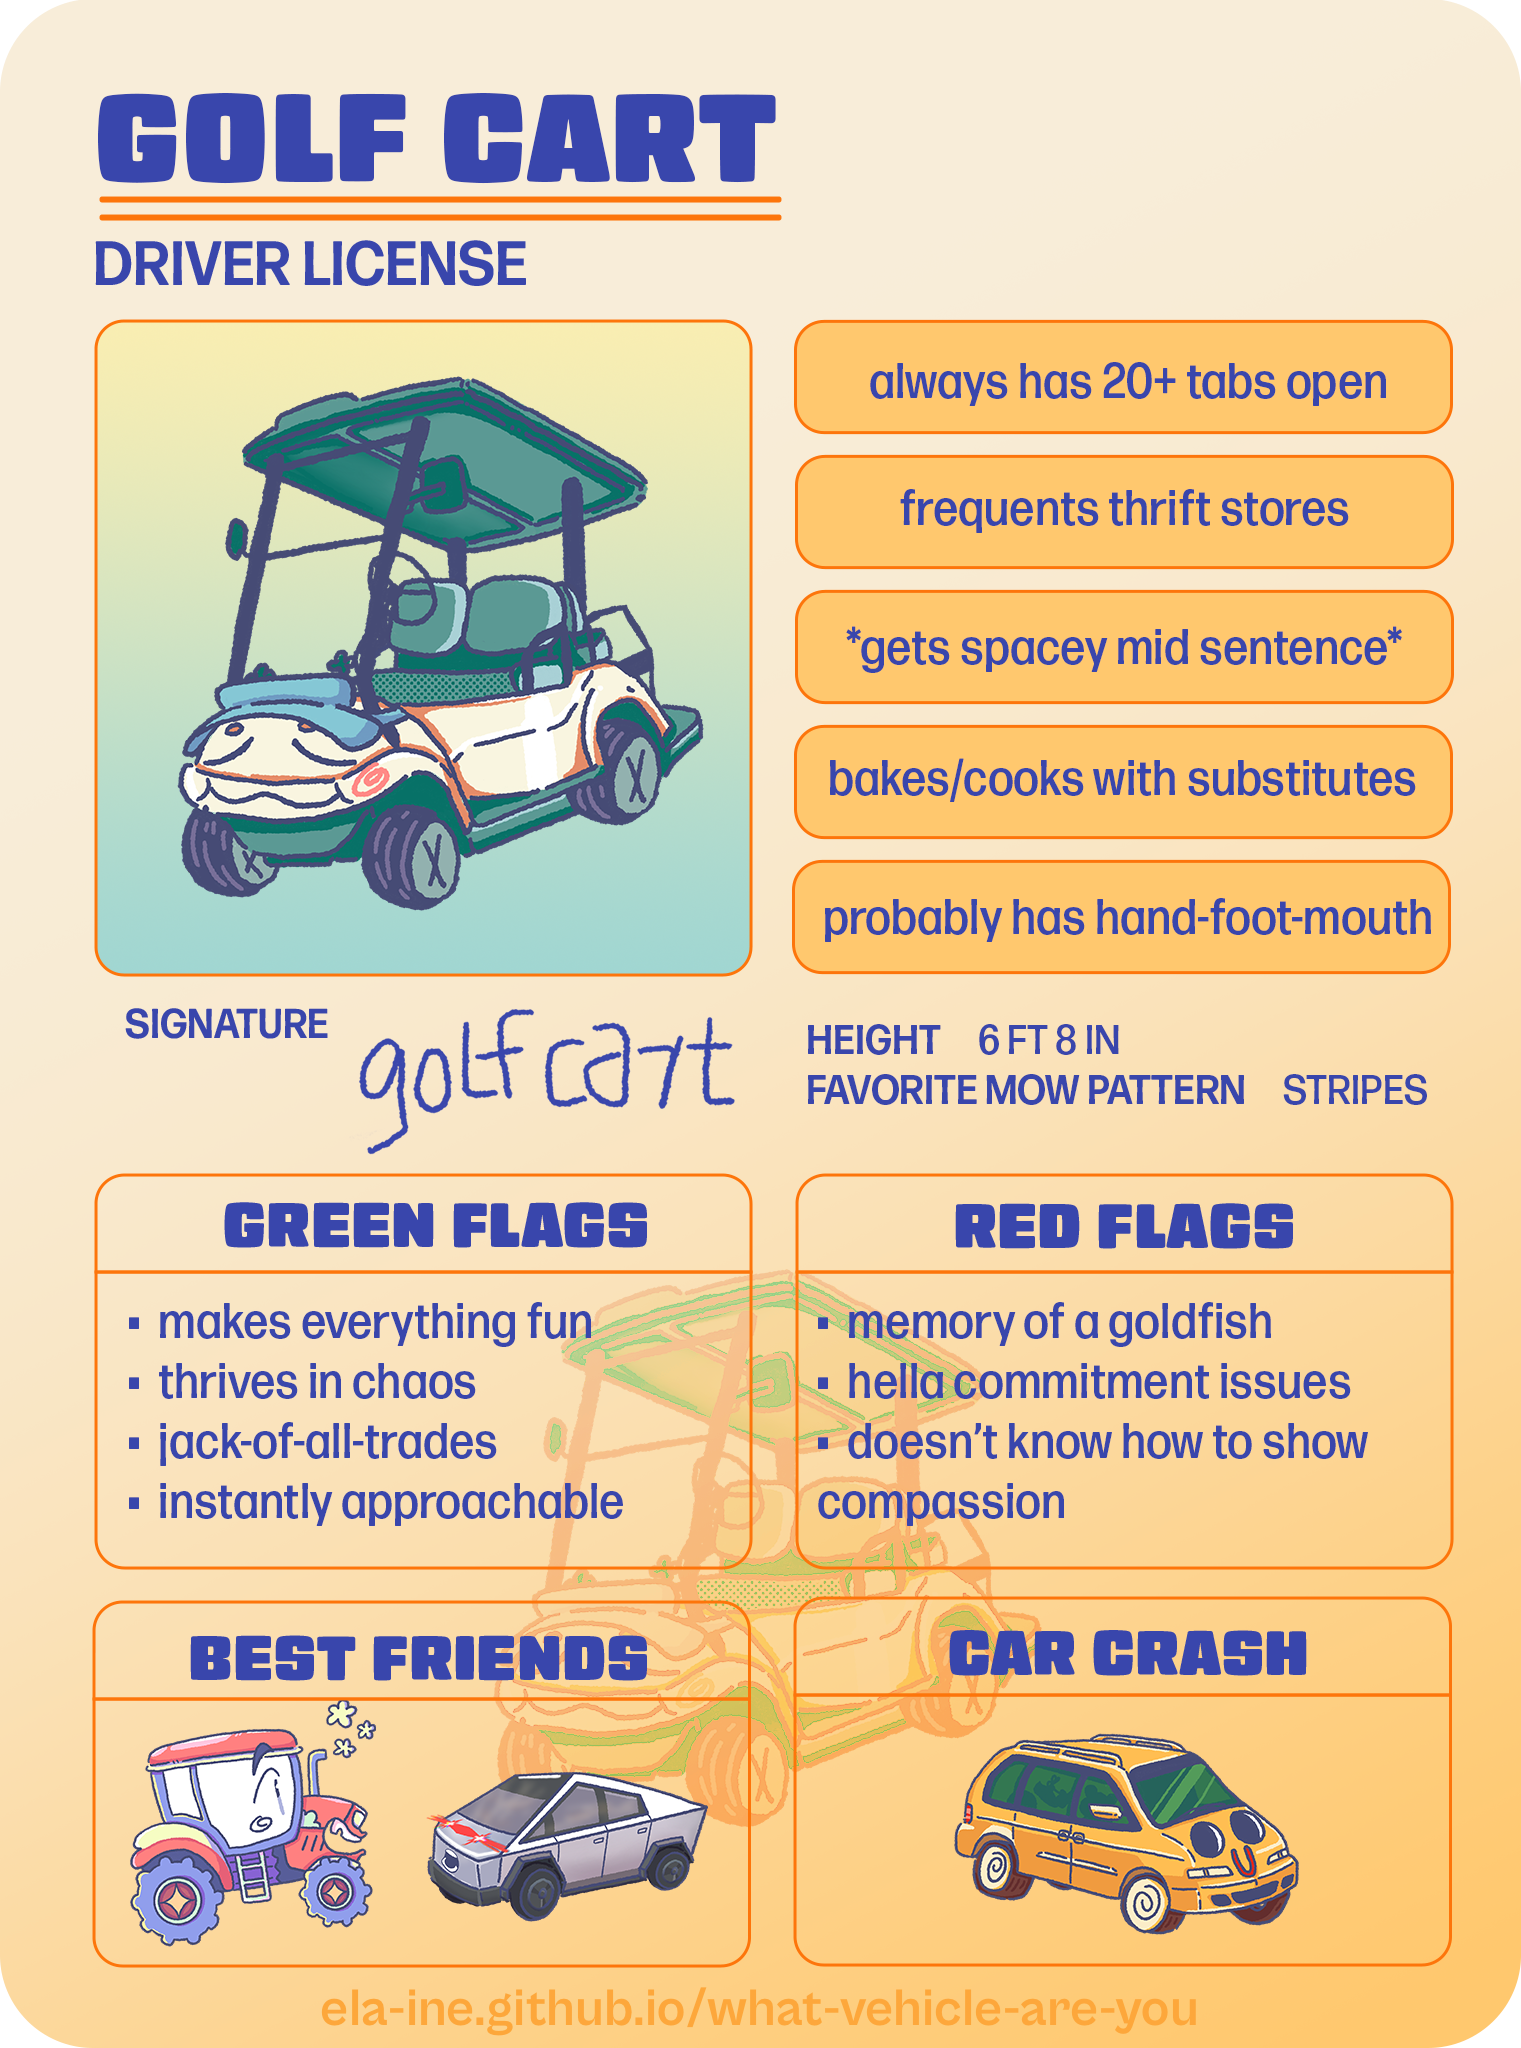 GOLF CART
DRIVER LICENSE
always has 20+ tabs open
frequents thrift stores
*gets spacey mid sentence*
bakes/cooks with substitutes
probably has hand-foot-mouth
SIGNATURE golf cart
HEIGHT 6 FT 8 IN
FAVORITE MOW PATTERN STRIPES
GREEN FLAGS
▪ makes everything fun
▪ thrives in chaos
▪ jack-of-all-trades
▪ instantly approachable
RED FLAGS
▪ memory of a goldfish
▪ hella commitment issues
▪ doesn’t know how to show
compassion
BEST FRIENDS
CAR CRASH
ela-ine.github.io/what-vehicle-are-you